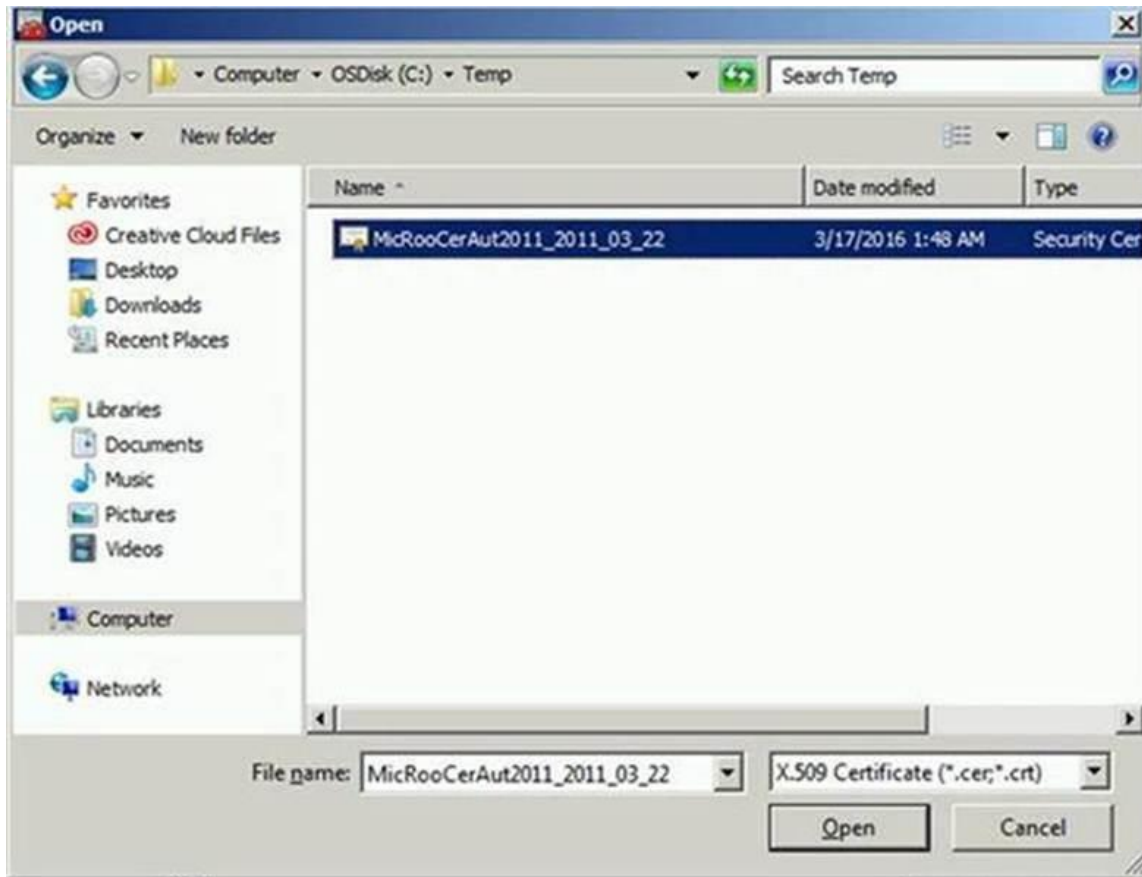 Open
Computer OSDisk (C:) Temp
Search Temp
Organize New folder
Favorites
Creative Cloud Files
Desktop
Downloads
Recent Places
Libraries
Documents
Music
Pictures
Videos
Computer
Network
Name Date modified Type
MicRooCerAut2011_2011_03_22 3/17/2016 1:48 AM Security Cer
File name: MicRooCerAut2011_2011_03_22 X.509 Certificate (*.cer;*.crt)
Open Cancel